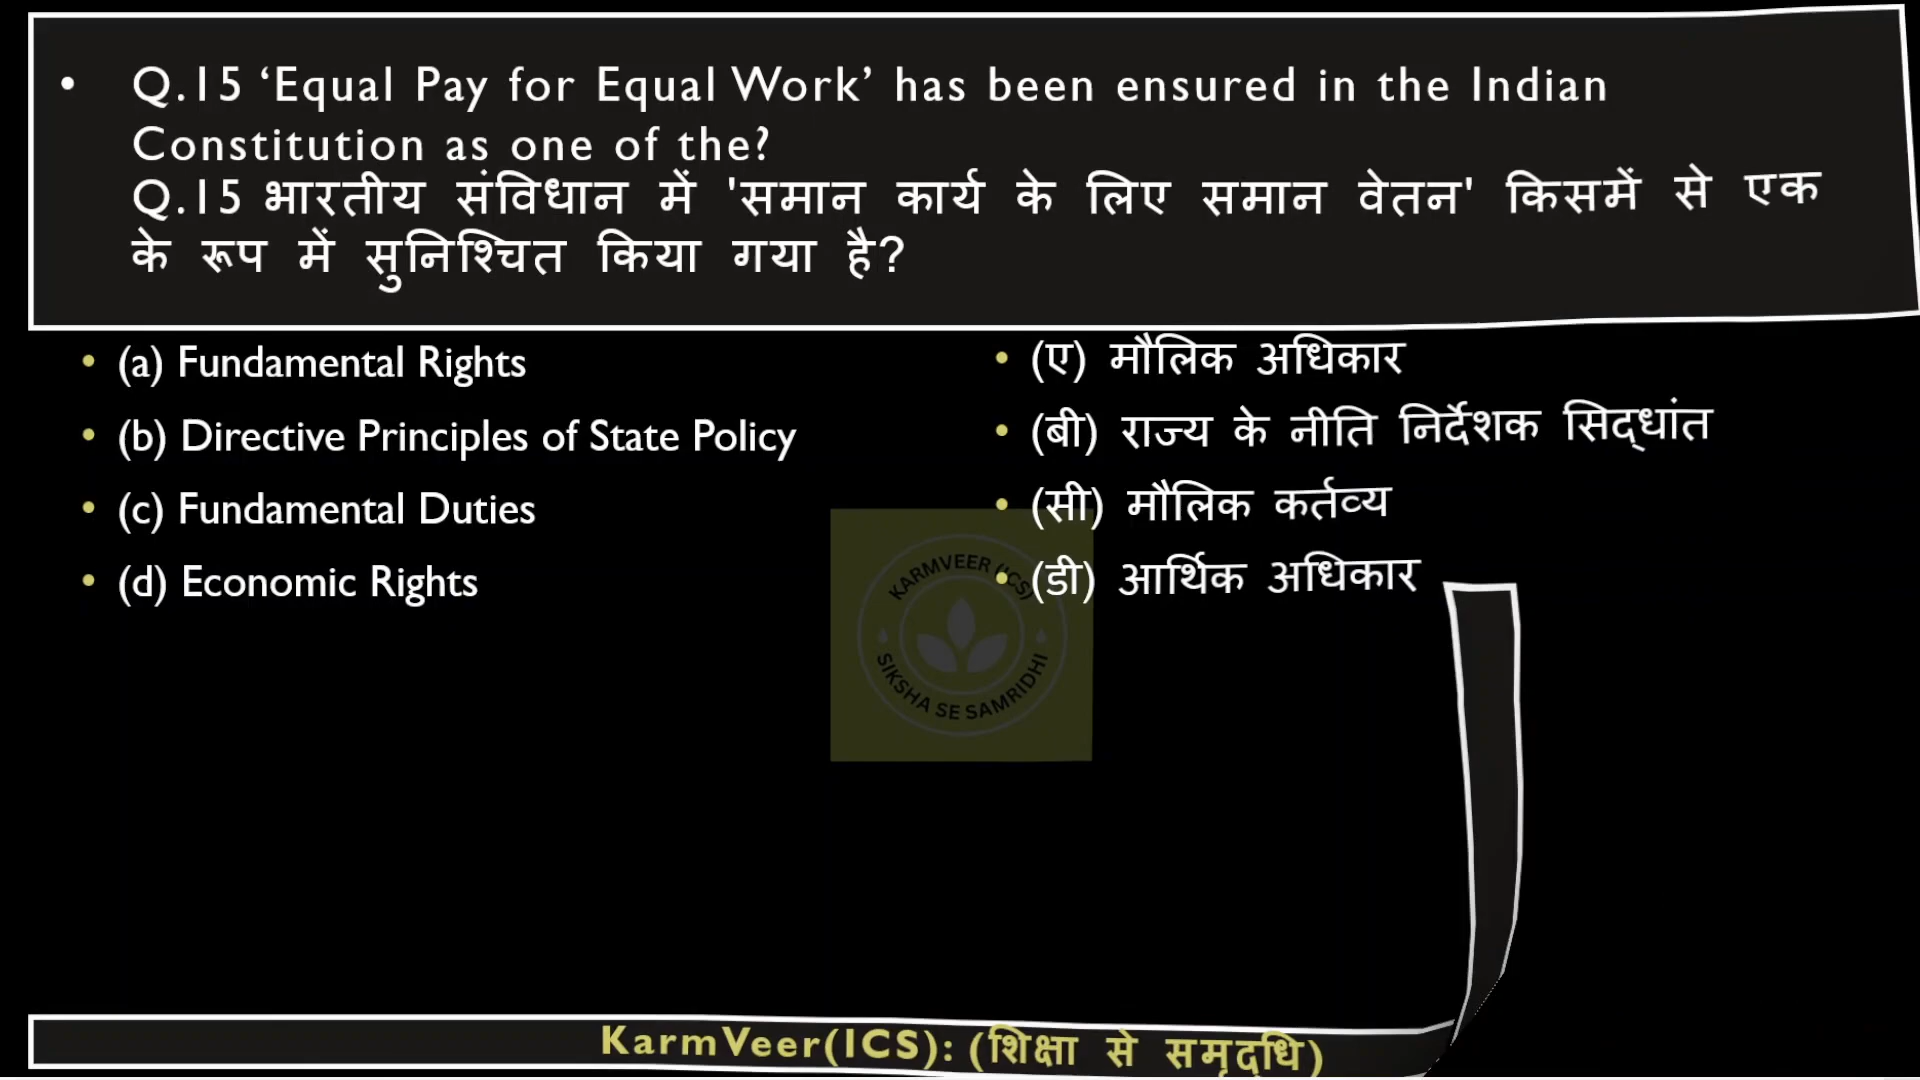 • Q.15 ‘Equal Pay for Equal Work’ has been ensured in the Indian
Constitution as one of the?
Q.15 भारतीय संविधान में 'समान कार्य के लिए समान वेतन' किसमें से एक
के रूप में सुनिश्चित किया गया है?
• (a) Fundamental Rights
• (b) Directive Principles of State Policy
• (c) Fundamental Duties
• (d) Economic Rights
• (ए) मौलिक अधिकार
• (बी) राज्य के नीति निर्देशक सिद्धांत
• (सी) मौलिक कर्तव्य
• (डी) आर्थिक अधिकार
KARMVEER (ICS)
SIKSHA SE SAMRIDHI
KarmVeer(ICS): (शिक्षा से समृद्धि)